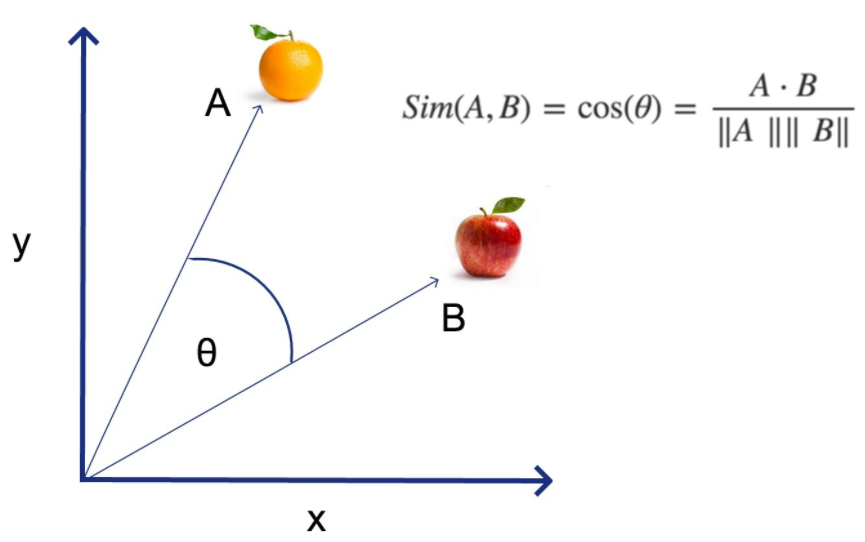 A
Sim(A, B) = cos(θ) = A · B / ‖A ‖‖ B‖
y
B
θ
x